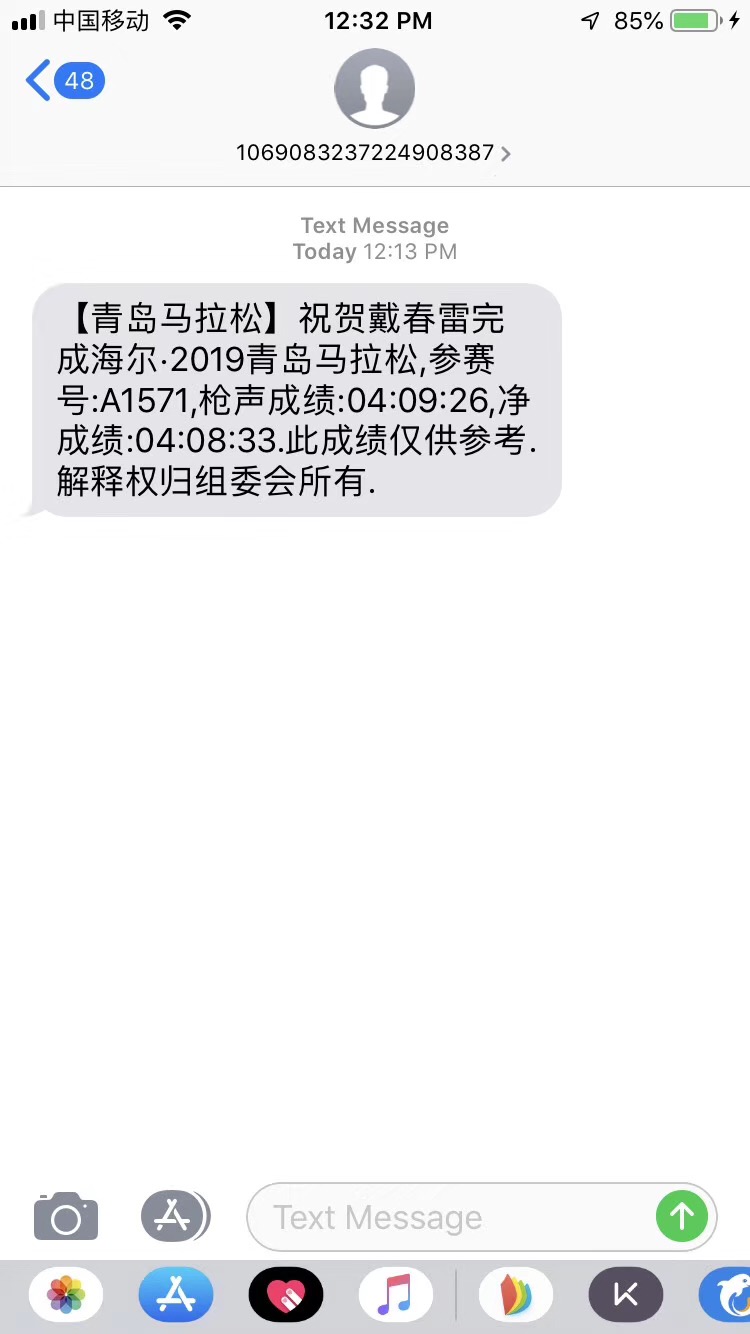 中国移动 12:32 PM 85%
48
1069083237224908387
Text Message
Today 12:13 PM
【青岛马拉松】祝贺戴春雷完
成海尔·2019青岛马拉松,参赛
号:A1571,枪声成绩:04:09:26,净
成绩:04:08:33.此成绩仅供参考.
解释权归组委会所有.
Text Message